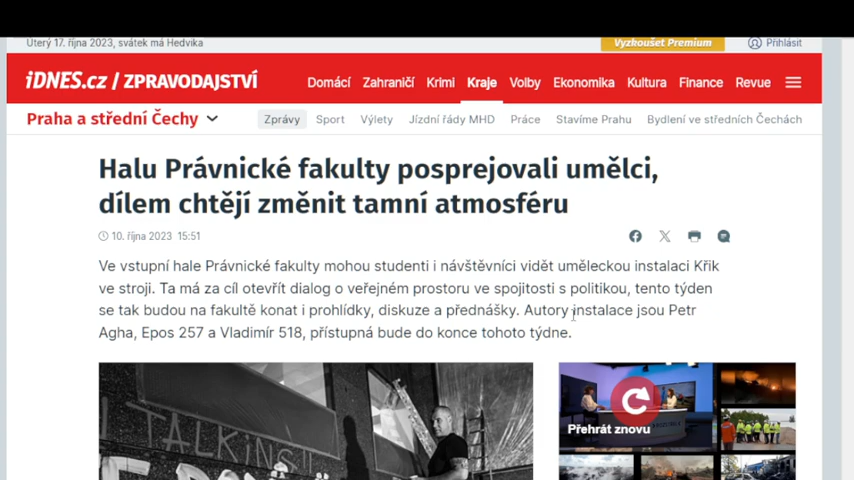 Úterý 17. října 2023, svátek má Hedvika
Vyzkoušet Premium
Přihlásit
iDNES.cz / ZPRAVODAJSTVÍ
Domácí Zahraničí Krimi Kraje Volby Ekonomika Kultura Finance Revue
Praha a střední Čechy
Zprávy Sport Výlety Jízdní řády MHD Práce Stavíme Prahu Bydlení ve středních Čechách
Halu Právnické fakulty posprejovali umělci,
dílem chtějí změnit tamní atmosféru
10. října 2023 15:51
Ve vstupní hale Právnické fakulty mohou studenti i návštěvníci vidět uměleckou instalaci Křik
ve stroji. Ta má za cíl otevřít dialog o veřejném prostoru ve spojitosti s politikou, tento týden
se tak budou na fakultě konat i prohlídky, diskuze a přednášky. Autory instalace jsou Petr
Agha, Epos 257 a Vladimír 518, přístupná bude do konce tohoto týdne.
TALKING
Přehrát znovu